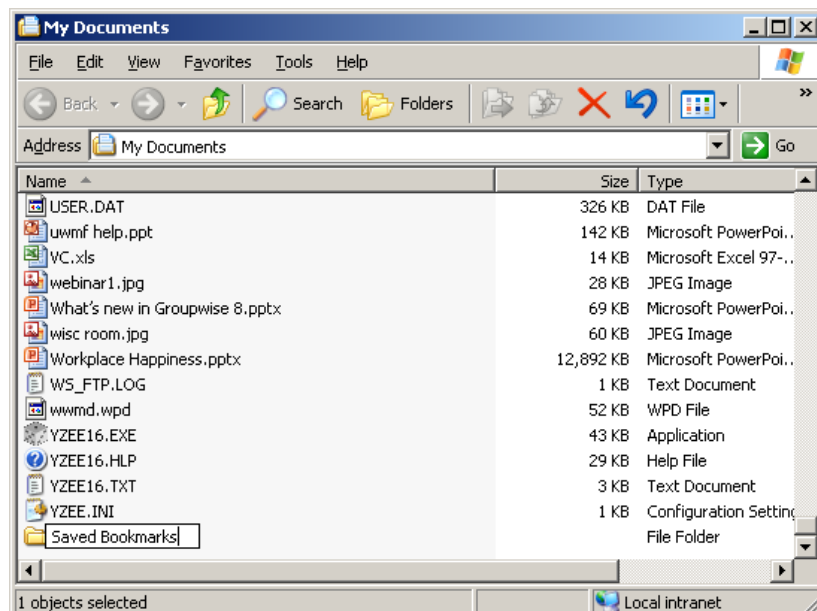 My Documents
File Edit View Favorites Tools Help
Back Search Folders »
Address My Documents Go
Name Size Type
USER.DAT 326 KB DAT File
uwmf help.ppt 142 KB Microsoft PowerPoi...
VC.xls 14 KB Microsoft Excel 97-...
webinar1.jpg 28 KB JPEG Image
What's new in Groupwise 8.pptx 69 KB Microsoft PowerPoi...
wisc room.jpg 60 KB JPEG Image
Workplace Happiness.pptx 12,892 KB Microsoft PowerPoi...
WS_FTP.LOG 1 KB Text Document
wwmd.wpd 52 KB WPD File
YZEE16.EXE 43 KB Application
YZEE16.HLP 29 KB Help File
YZEE16.TXT 3 KB Text Document
YZEE.INI 1 KB Configuration Setting
Saved Bookmarks File Folder
1 objects selected Local intranet